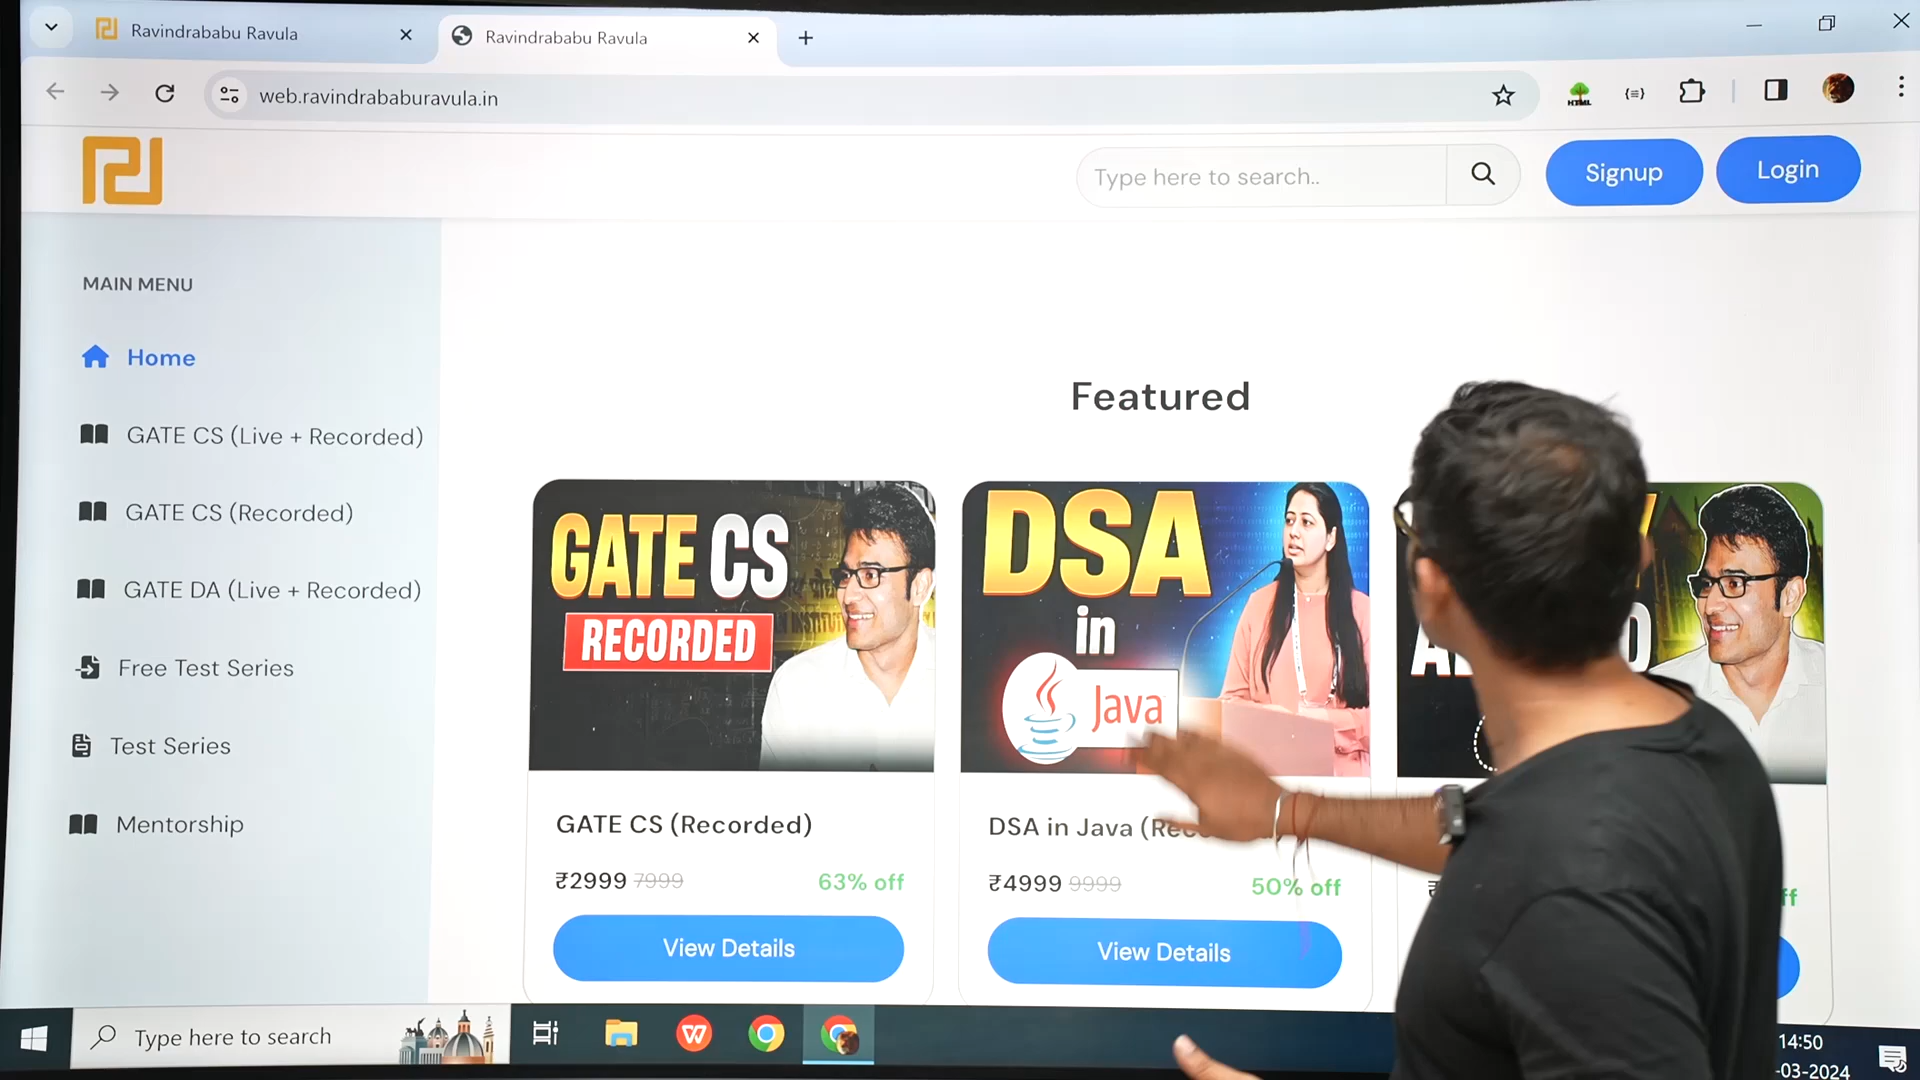 Ravindrababu Ravula
Ravindrababu Ravula
web.ravindrababuravula.in
HTML
Type here to search..
Signup
Login
MAIN MENU
Home
GATE CS (Live + Recorded)
GATE CS (Recorded)
GATE DA (Live + Recorded)
Free Test Series
Test Series
Mentorship
Featured
GATE CS
RECORDED
DSA
in
Java
GATE CS (Recorded)
₹2999 7999
63% off
View Details
DSA in Java
₹4999 9999
50% off
View Details
Type here to search
14:50
-03-2024